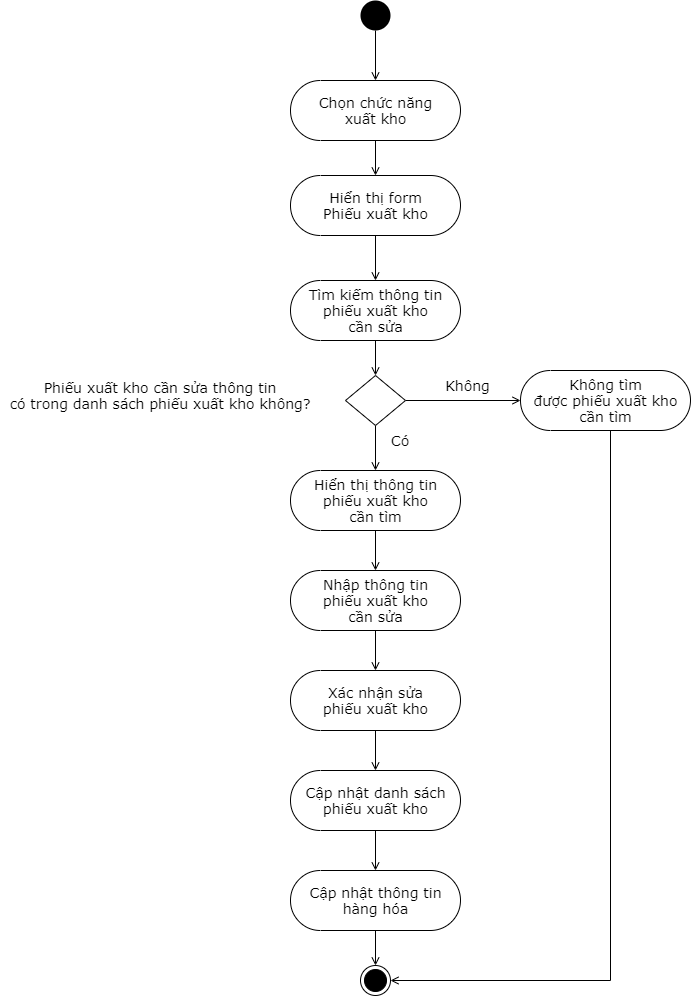 Chọn chức năng
xuất kho
Hiển thị form
Phiếu xuất kho
Tìm kiếm thông tin
phiếu xuất kho
cần sửa
Phiếu xuất kho cần sửa thông tin
có trong danh sách phiếu xuất kho không?
Không
Không tìm
được phiếu xuất kho
cần tìm
Có
Hiển thị thông tin
phiếu xuất kho
cần tìm
Nhập thông tin
phiếu xuất kho
cần sửa
Xác nhận sửa
phiếu xuất kho
Cập nhật danh sách
phiếu xuất kho
Cập nhật thông tin
hàng hóa